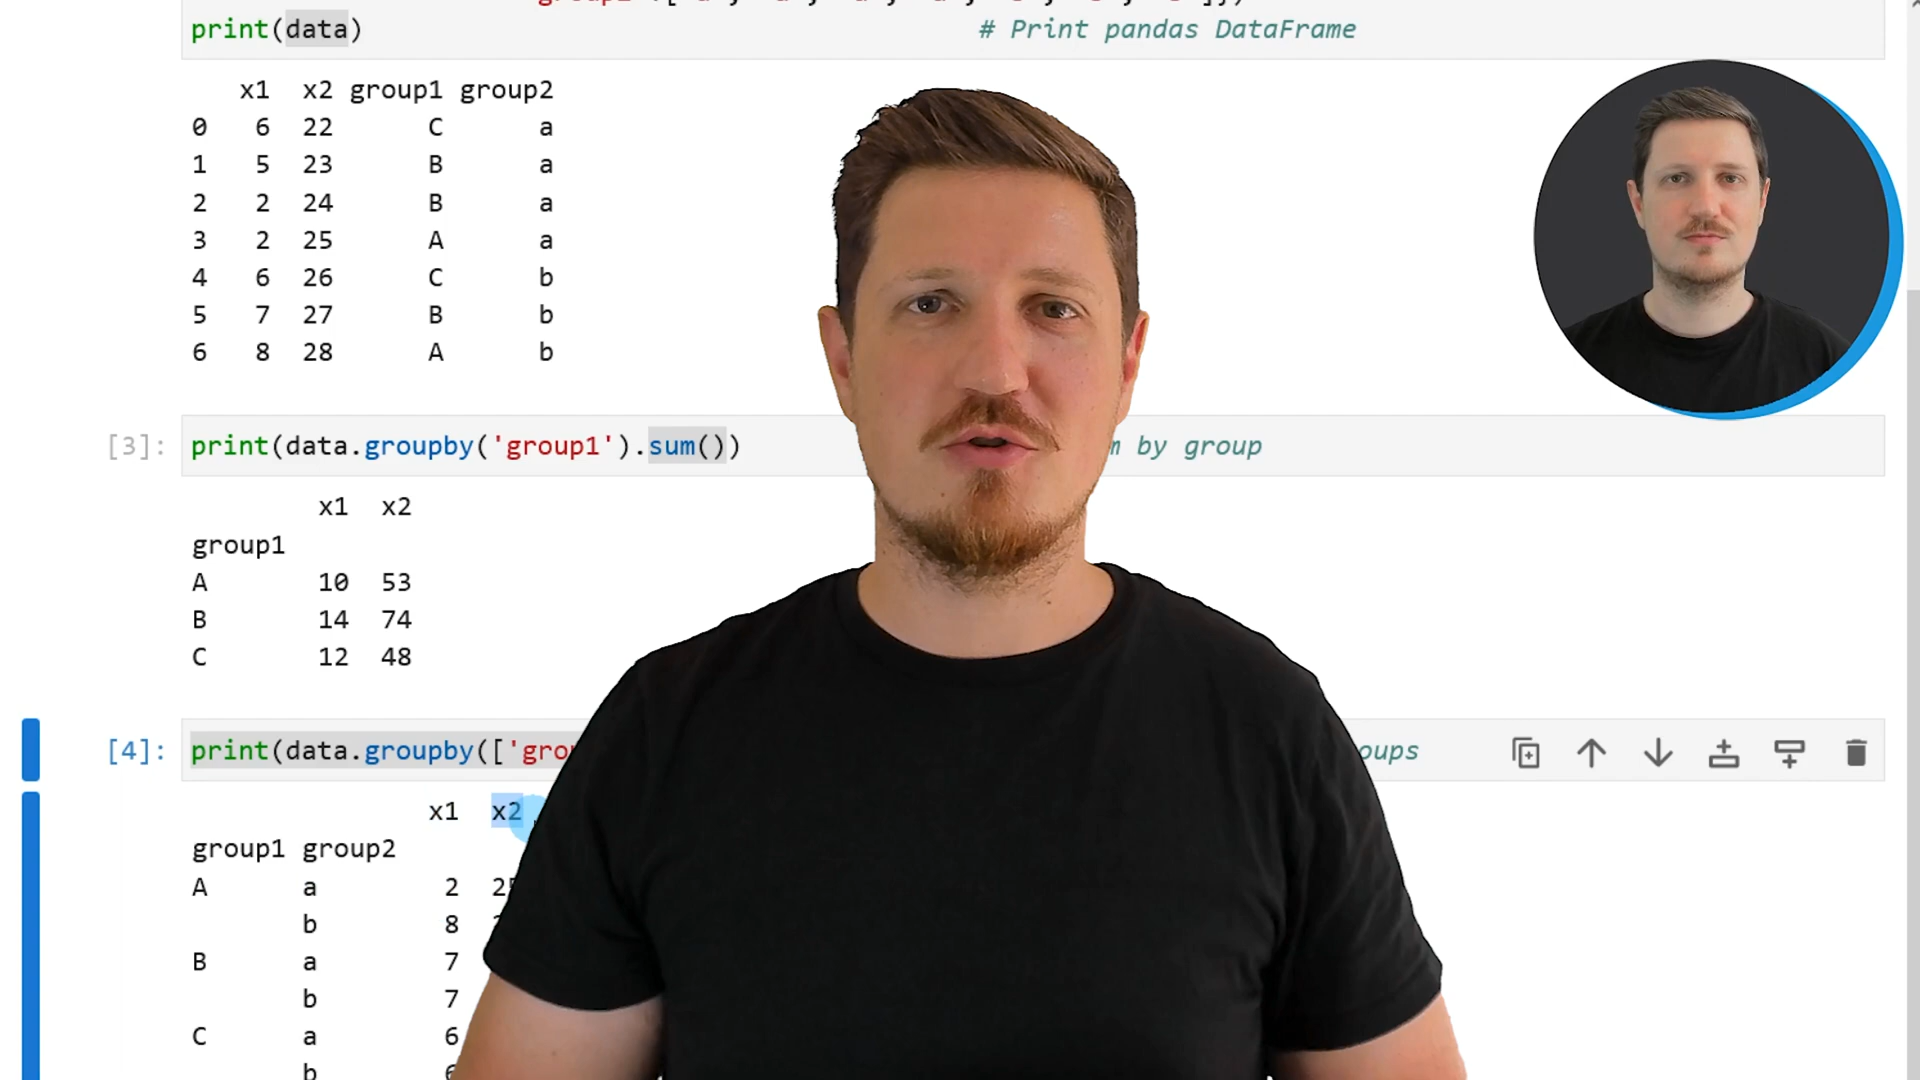 print(data) # Print pandas DataFrame
x1 x2 group1 group2
0 6 22 C a
1 5 23 B a
2 2 24 B a
3 2 25 A a
4 6 26 C b
5 7 27 B b
6 8 28 A b
[3]: print(data.groupby('group1').sum()) by group
x1 x2
group1
A 10 53
B 14 74
C 12 48
[4]: print(data.groupby(['gro oups
x1 x2
group1 group2
A a 2
b 8
B a 7
b 7
C a 6
b